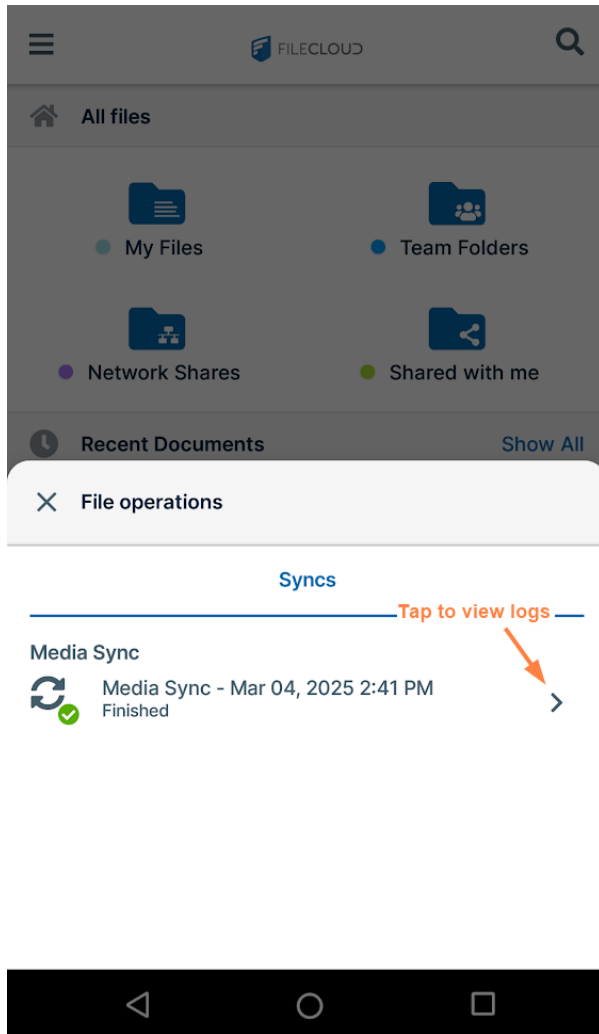 FILECLOUD
All files
My Files
Team Folders
Network Shares
Shared with me
Recent Documents
Show All
File operations
Syncs
Tap to view logs
Media Sync
Media Sync - Mar 04, 2025 2:41 PM
Finished